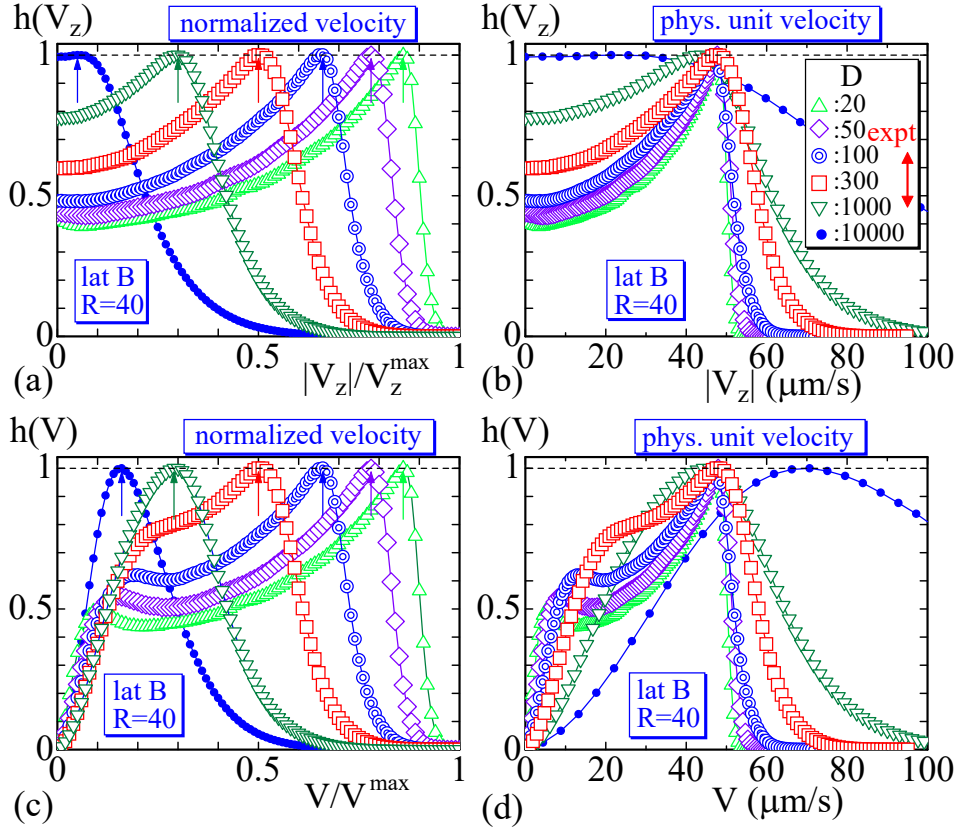 h(V_z) normalized velocity
1
0.5
0
lat B
R=40
0 0.5 1
(a) |V_z|/V_z^max
h(V_z) phys. unit velocity
1
0.5
0
lat B
R=40
D
:20
:50
expt
:100
:300
:1000
:10000
0 20 40 60 80 100
(b) |V_z| (μm/s)
h(V) normalized velocity
1
0.5
0
lat B
R=40
0 0.5 1
(c) V/V^max
h(V) phys. unit velocity
1
0.5
0
lat B
R=40
0 20 40 60 80 100
(d) V (μm/s)